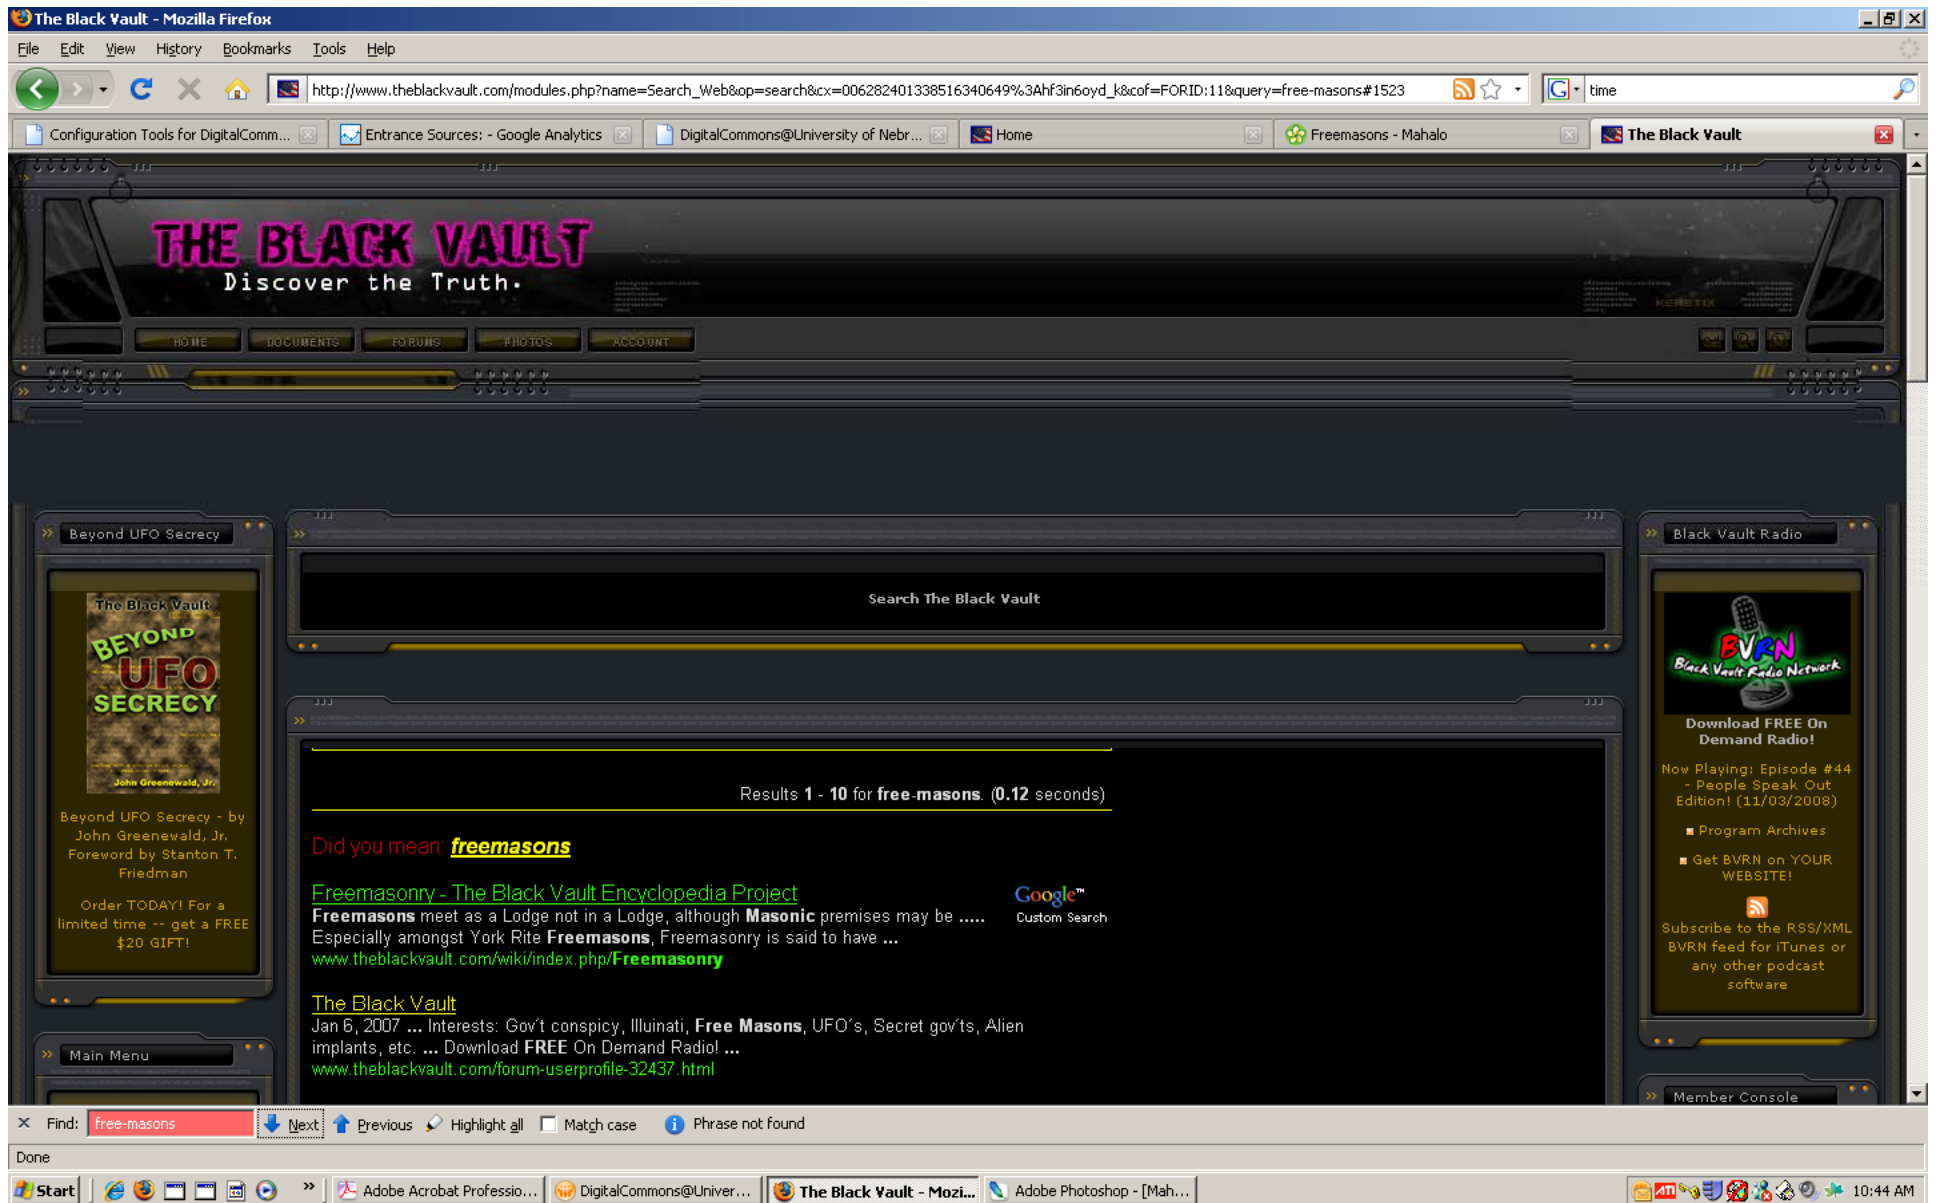 The Black Vault - Mozilla Firefox
File Edit View History Bookmarks Tools Help
http://www.theblackvault.com/modules.php?name=Search_Web&op=search&cx=006282401338516340649%3Ahf3in6oyd_k&cof=FORID:11&query=free-masons#1523
G time
Configuration Tools for DigitalComm... Entrance Sources: - Google Analytics DigitalCommons@University of Nebr... Home Freemasons - Mahalo The Black Vault
THE BLACK VAULT
Discover the Truth.
KEMETIX
HOME DOCUMENTS FORUMS PHOTOS ACCOUNT
Beyond UFO Secrecy
The Black Vault
BEYOND
UFO
SECRECY
John Greenewald, Jr.
Beyond UFO Secrecy - by
John Greenewald, Jr.
Foreword by Stanton T.
Friedman
Order TODAY! For a
limited time -- get a FREE
$20 GIFT!
Main Menu
Search The Black Vault
Results 1 - 10 for free-masons. (0.12 seconds)
Did you mean: freemasons
Freemasonry - The Black Vault Encyclopedia Project
Google™
Custom Search
Freemasons meet as a Lodge not in a Lodge, although Masonic premises may be .....
Especially amongst York Rite Freemasons, Freemasonry is said to have ...
www.theblackvault.com/wiki/index.php/Freemasonry
The Black Vault
Jan 6, 2007 ... Interests: Gov´t conspicy, Illuinati, Free Masons, UFO´s, Secret gov´ts, Alien
implants, etc. ... Download FREE On Demand Radio! ...
www.theblackvault.com/forum-userprofile-32437.html
Black Vault Radio
BVRN
Black Vault Radio Network
Download FREE On
Demand Radio!
Now Playing: Episode #44
- People Speak Out
Edition! (11/03/2008)
Program Archives
Get BVRN on YOUR
WEBSITE!
Subscribe to the RSS/XML
BVRN feed for iTunes or
any other podcast
software
Member Console
Find: free-masons Next Previous Highlight all Match case Phrase not found
Done
Start » Adobe Acrobat Professio... DigitalCommons@Univer... The Black Vault - Mozi... Adobe Photoshop - [Mah... ATI 10:44 AM